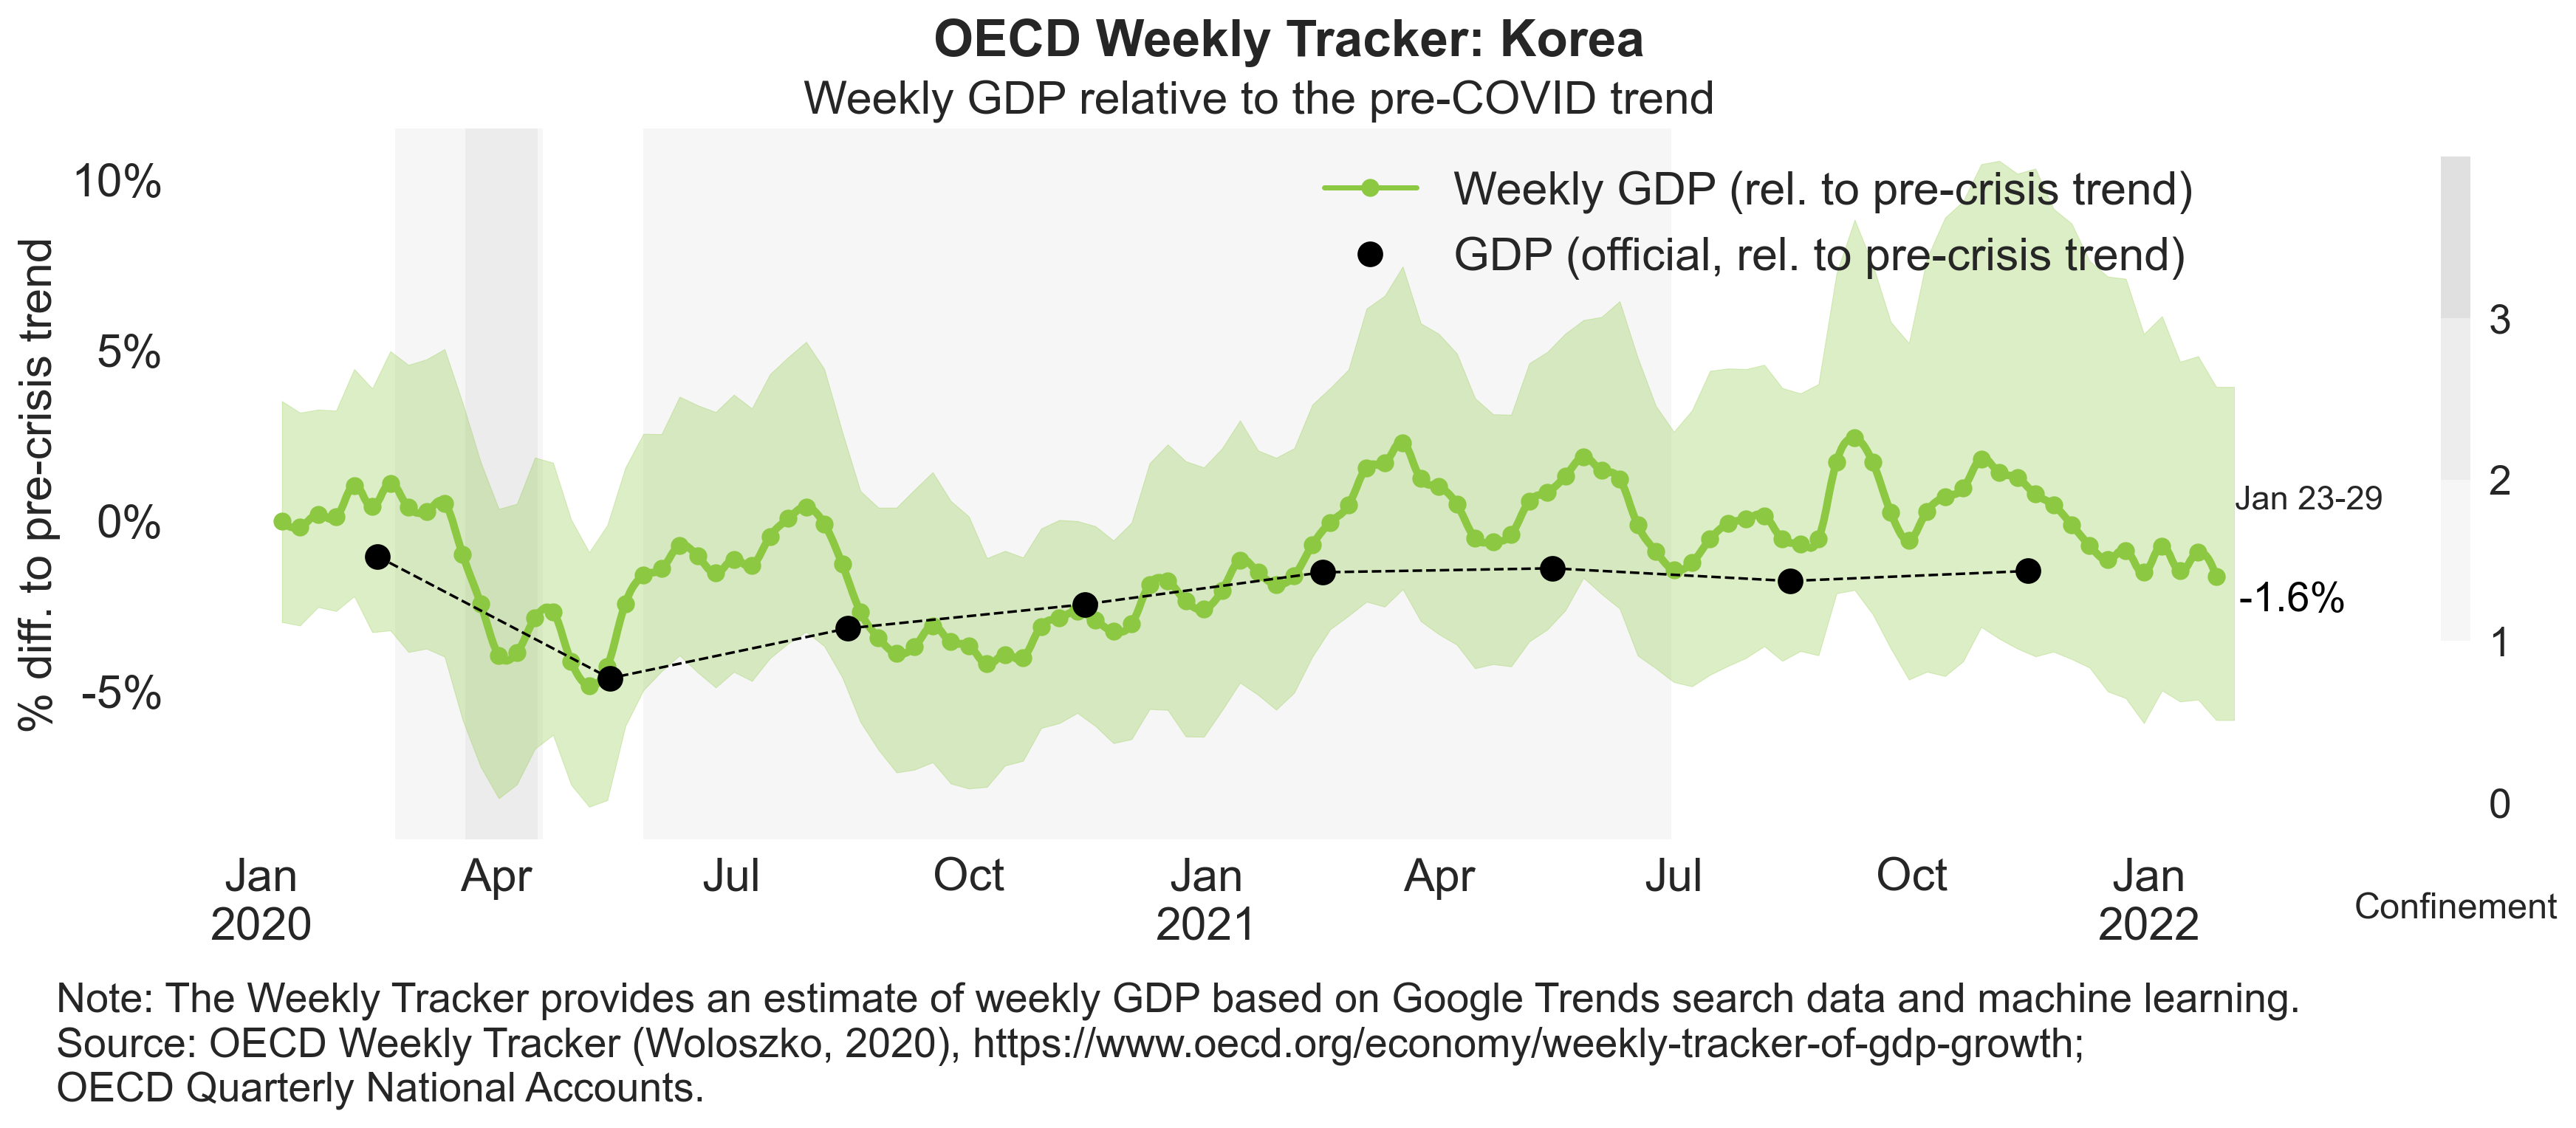 OECD Weekly Tracker: Korea
Weekly GDP relative to the pre-COVID trend
% diff. to pre-crisis trend
10%
5%
0%
-5%
Weekly GDP (rel. to pre-crisis trend)
GDP (official, rel. to pre-crisis trend)
Jan 23-29
-1.6%
3
2
1
0
Confinement
Jan Apr Jul Oct Jan Apr Jul Oct Jan
2020 2021 2022
Note: The Weekly Tracker provides an estimate of weekly GDP based on Google Trends search data and machine learning.
Source: OECD Weekly Tracker (Woloszko, 2020), https://www.oecd.org/economy/weekly-tracker-of-gdp-growth;
OECD Quarterly National Accounts.